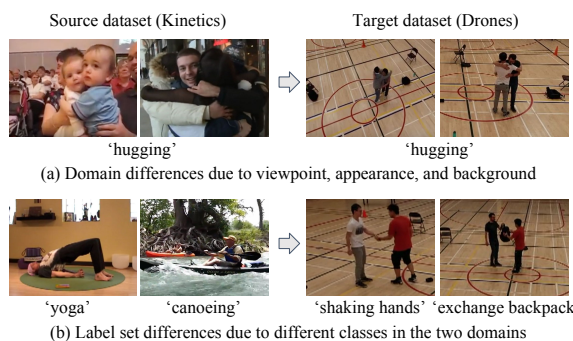 Source dataset (Kinetics) Target dataset (Drones)
‘hugging’ ‘hugging’
(a) Domain differences due to viewpoint, appearance, and background
‘yoga’ ‘canoeing’ ‘shaking hands’ ‘exchange backpack’
(b) Label set differences due to different classes in the two domains